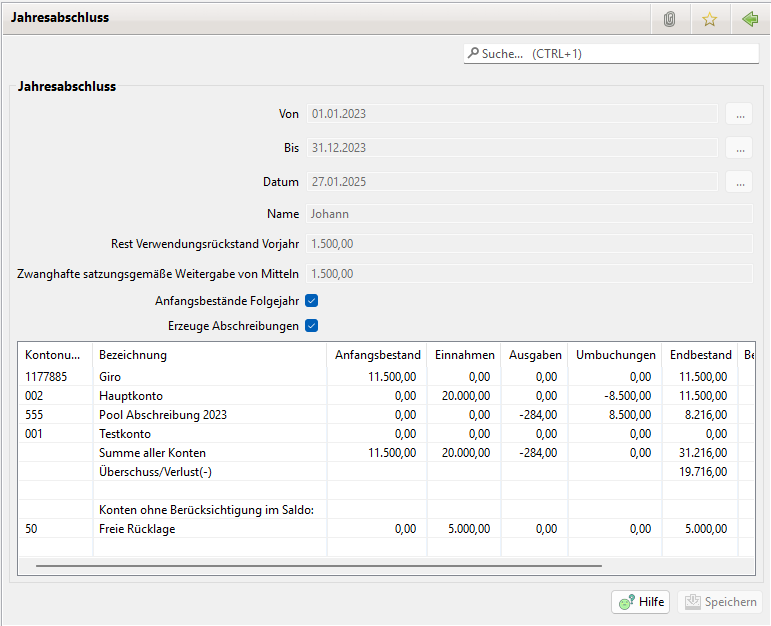 Jahresabschluss
Suche... (CTRL+1)
Jahresabschluss
Von 01.01.2023 ...
Bis 31.12.2023 ...
Datum 27.01.2025 ...
Name Johann
Rest Verwendungsrückstand Vorjahr 1.500,00
Zwanghafte satzungsgemäße Weitergabe von Mitteln 1.500,00
Anfangsbestände Folgejahr
Erzeuge Abschreibungen
Kontonu... Bezeichnung Anfangsbestand Einnahmen Ausgaben Umbuchungen Endbestand Be
1177885 Giro 11.500,00 0,00 0,00 0,00 11.500,00
002 Hauptkonto 0,00 20.000,00 0,00 -8.500,00 11.500,00
555 Pool Abschreibung 2023 0,00 0,00 -284,00 8.500,00 8.216,00
001 Testkonto 0,00 0,00 0,00 0,00 0,00
Summe aller Konten 11.500,00 20.000,00 -284,00 0,00 31.216,00
Überschuss/Verlust(-) 19.716,00
Konten ohne Berücksichtigung im Saldo:
50 Freie Rücklage 0,00 5.000,00 0,00 0,00 5.000,00
Hilfe Speichern